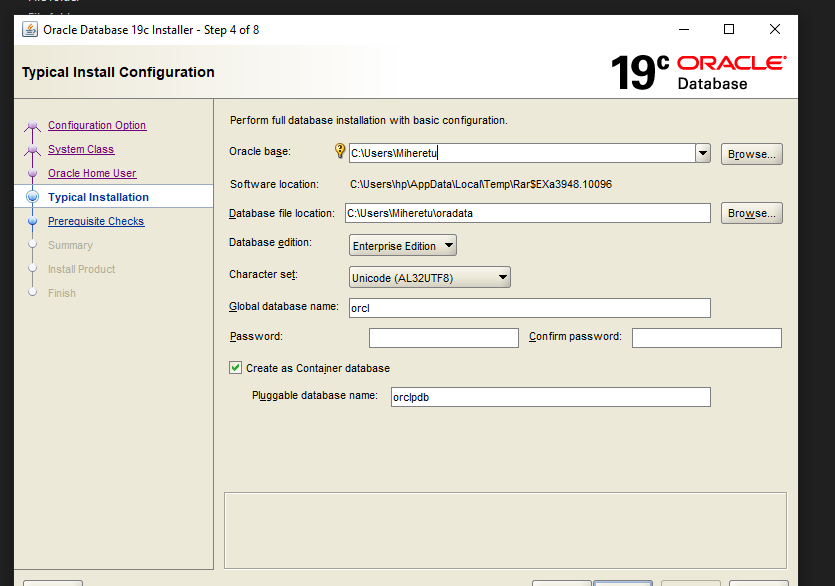 Oracle Database 19c Installer - Step 4 of 8
Typical Install Configuration
19c ORACLE
Database
Configuration Option
System Class
Oracle Home User
Typical Installation
Prerequisite Checks
Summary
Install Product
Finish
Perform full database installation with basic configuration.
Oracle base: C:\Users\Miheretu Browse...
Software location: C:\Users\hp\AppData\Local\Temp\Rar$EXa3948.10096
Database file location: C:\Users\Miheretu\oradata Browse...
Database edition: Enterprise Edition
Character set: Unicode (AL32UTF8)
Global database name: orcl
Password: Confirm password:
Create as Container database
Pluggable database name: orclpdb